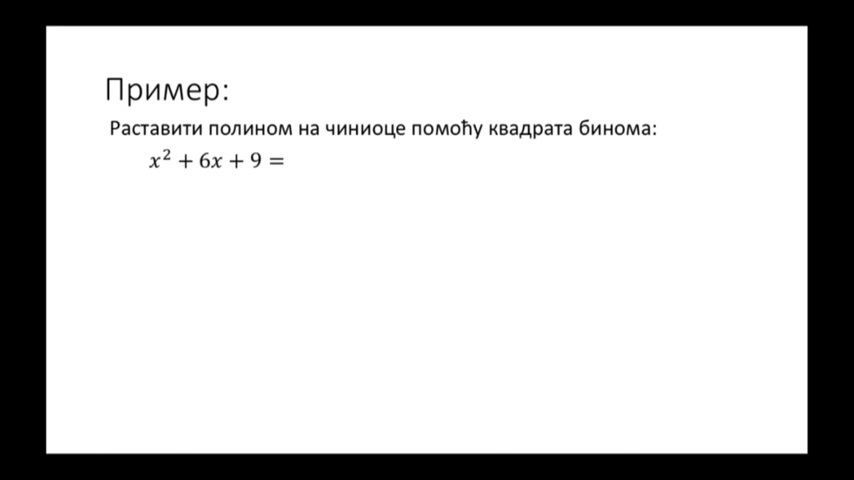 Пример:
Раставити полином на чиниоце помоћу квадрата бинома:
x² + 6x + 9 =